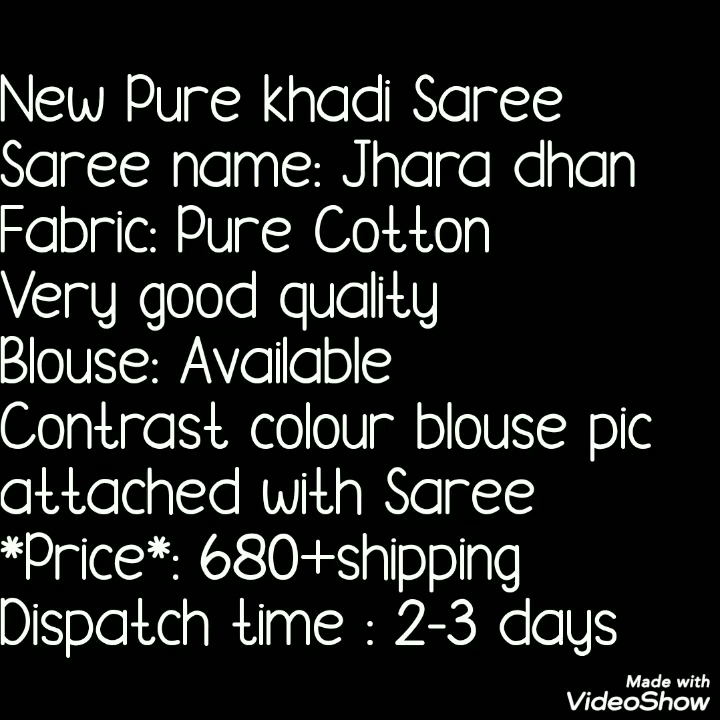 New Pure khadi Saree
Saree name: Jhara dhan
Fabric: Pure Cotton
Very good quality
Blouse: Available
Contrast colour blouse pic
attached with Saree
*Price*: 680+shipping
Dispatch time : 2-3 days
Made with
VideoShow